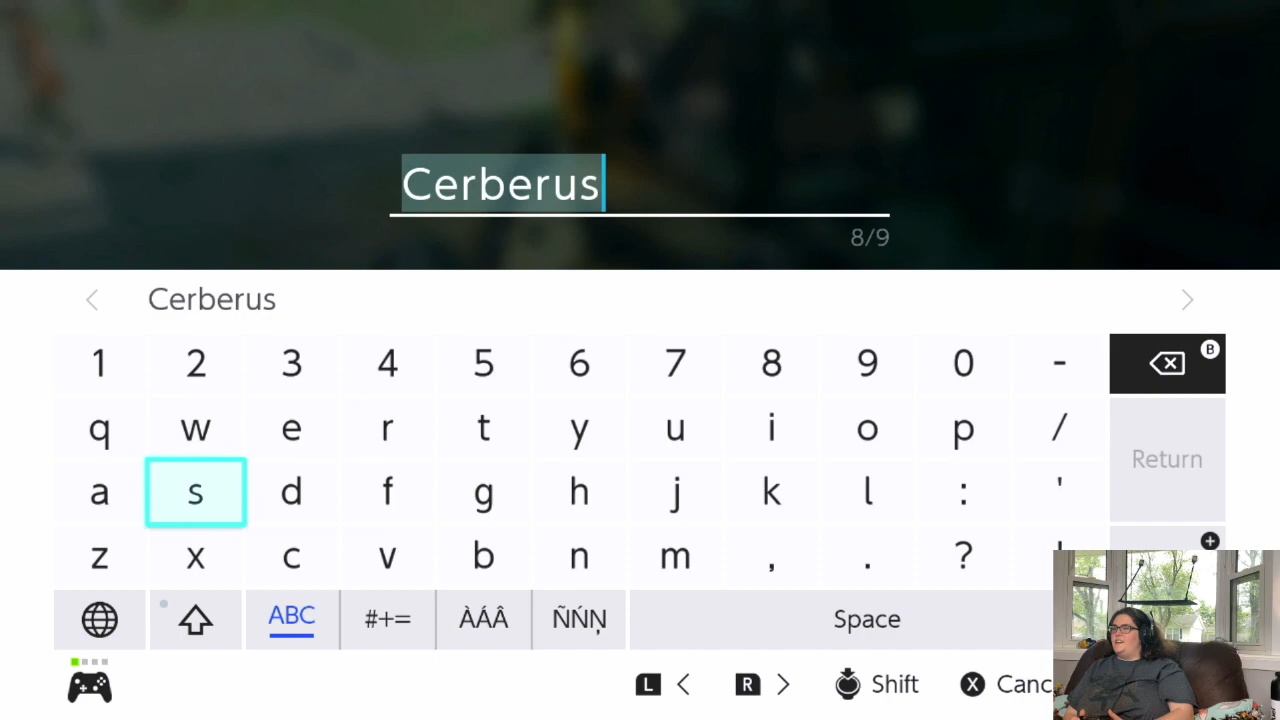 Cerberus
8/9
Cerberus
1 2 3 4 5 6 7 8 9 0 - B
q w e r t y u i o p /
Return
a s d f g h j k l : '
z x c v b n m , . ? ! +
ABC #+= ÀÁÂ ÑŃŅ Space
L < R > Shift X Canc